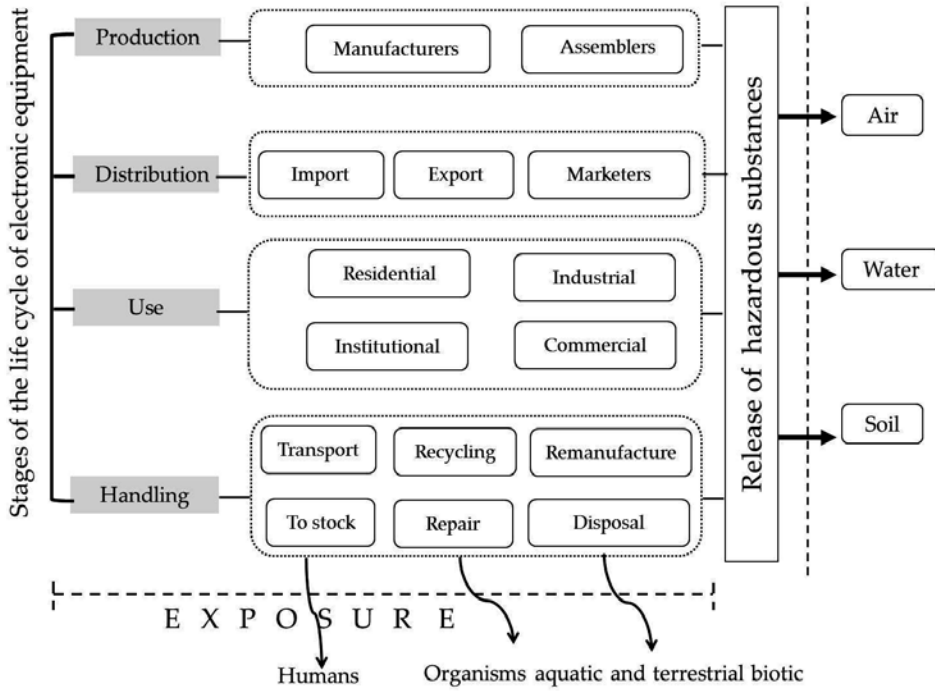 Stages of the life cycle of electronic equipment
Production
Manufacturers
Assemblers
Distribution
Import
Export
Marketers
Use
Residential
Industrial
Institutional
Commercial
Handling
Transport
Recycling
Remanufacture
To stock
Repair
Disposal
Release of hazardous substances
Air
Water
Soil
E X P O S U R E
Humans
Organisms aquatic and terrestrial biotic